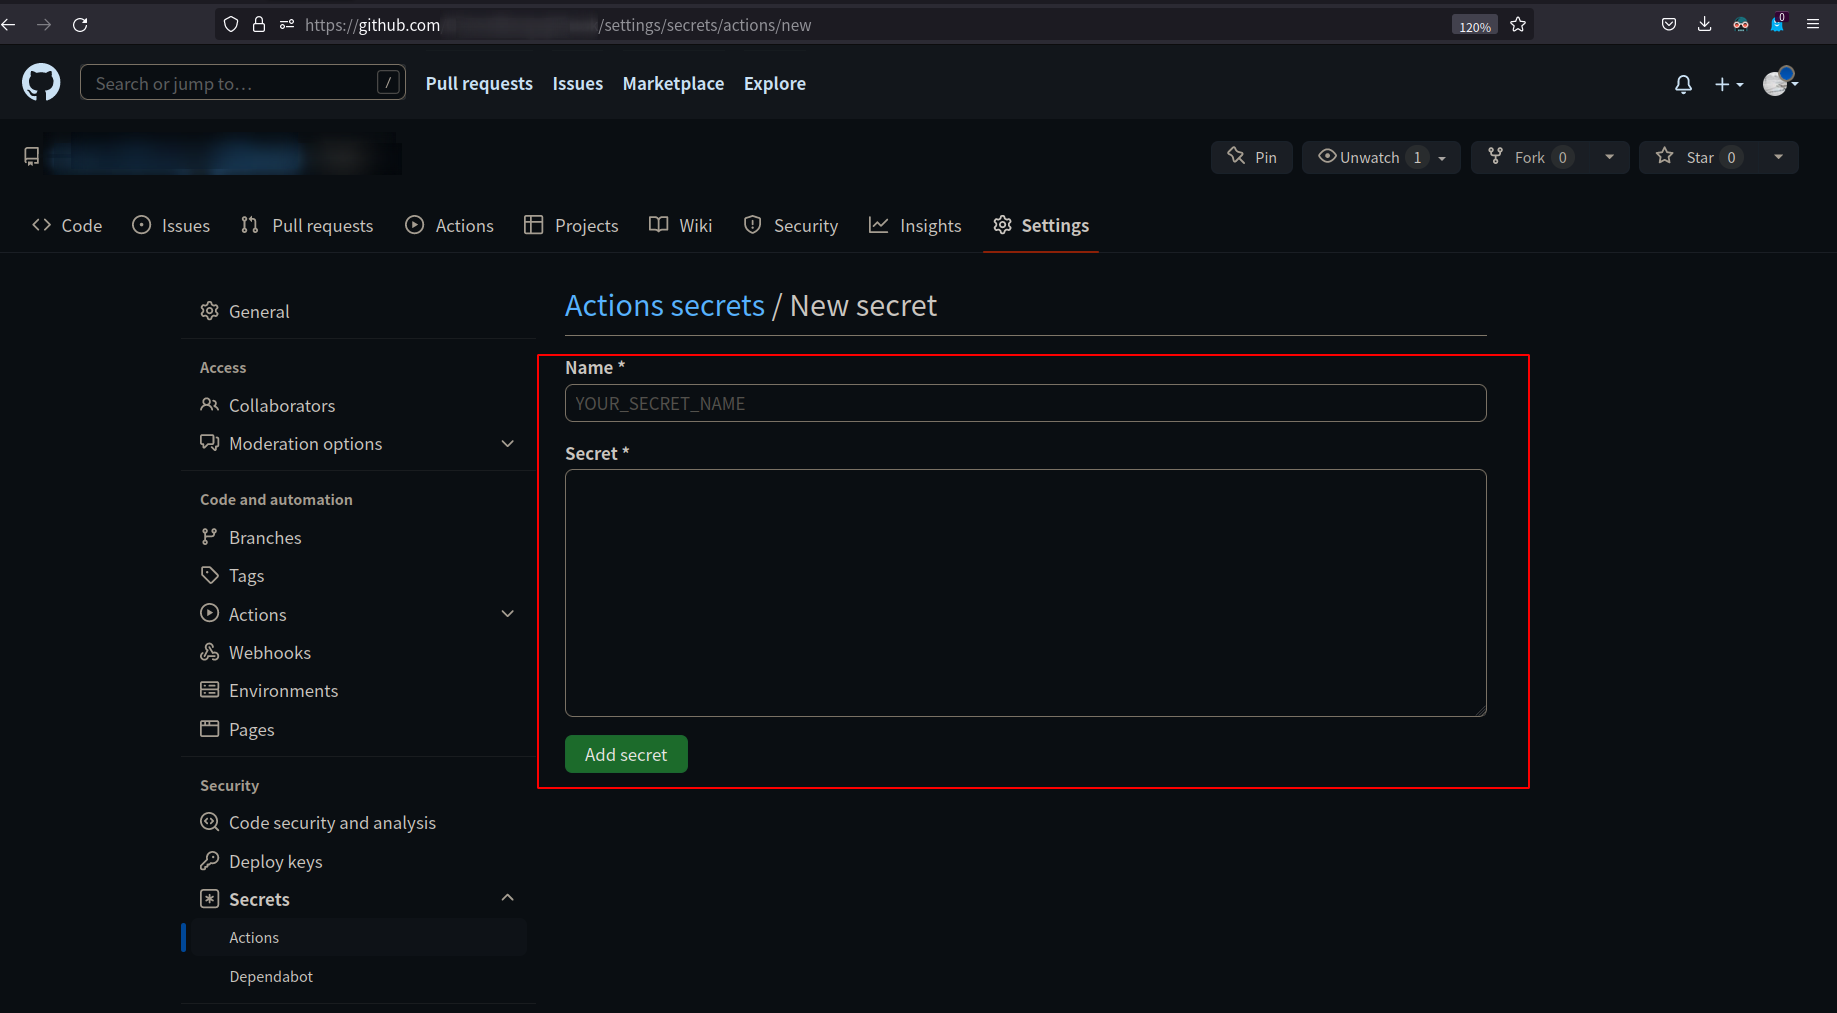 https://github.com /settings/secrets/actions/new
120%
0
Search or jump to…
/
Pull requests
Issues
Marketplace
Explore
Pin
Unwatch 1
Fork 0
Star 0
Code
Issues
Pull requests
Actions
Projects
Wiki
Security
Insights
Settings
General
Access
Collaborators
Moderation options
Code and automation
Branches
Tags
Actions
Webhooks
Environments
Pages
Security
Code security and analysis
Deploy keys
Secrets
Actions
Dependabot
Actions secrets / New secret
Name *
YOUR_SECRET_NAME
Secret *
Add secret